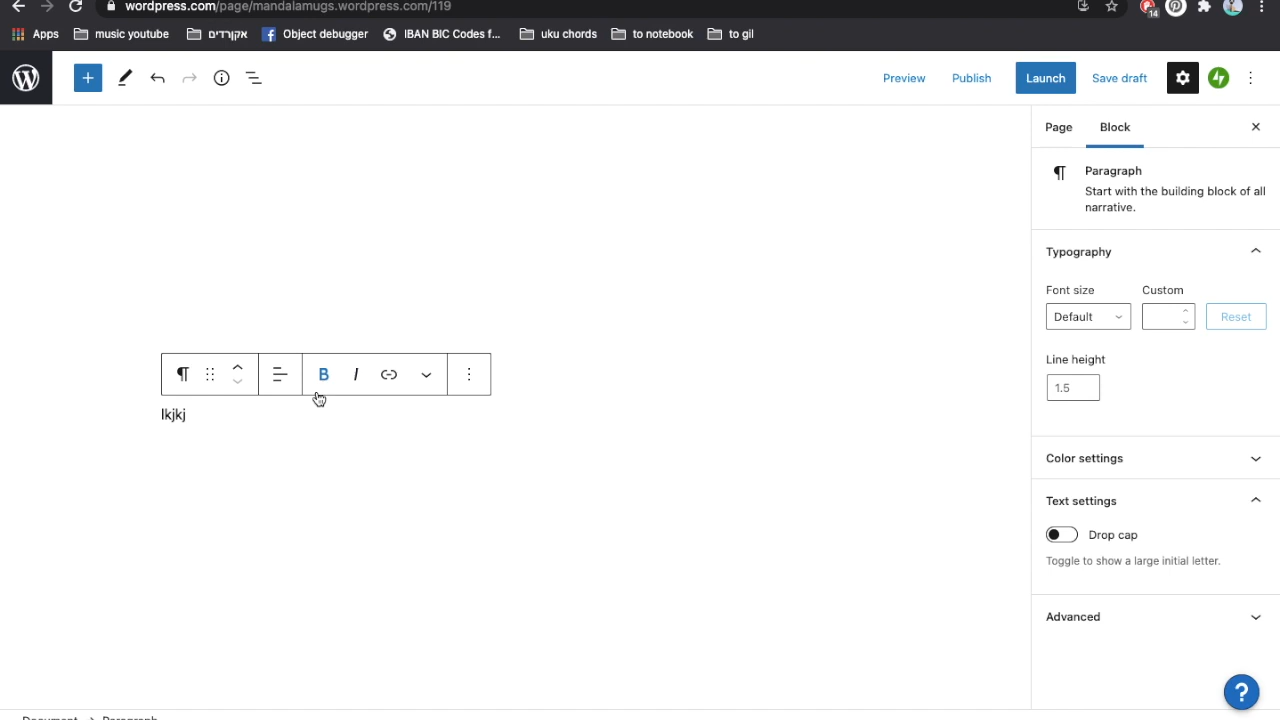 wordpress.com/page/mandalamugs.wordpress.com/119
14
Apps music youtube אקורדים Object debugger IBAN BIC Codes f... uku chords to notebook to gil
Preview Publish Launch Save draft
Page Block
Paragraph
Start with the building block of all
narrative.
Typography
Font size Custom
Default Reset
Line height
1.5
B I
lkjkj
Color settings
Text settings
Drop cap
Toggle to show a large initial letter.
Advanced
Document → Paragraph